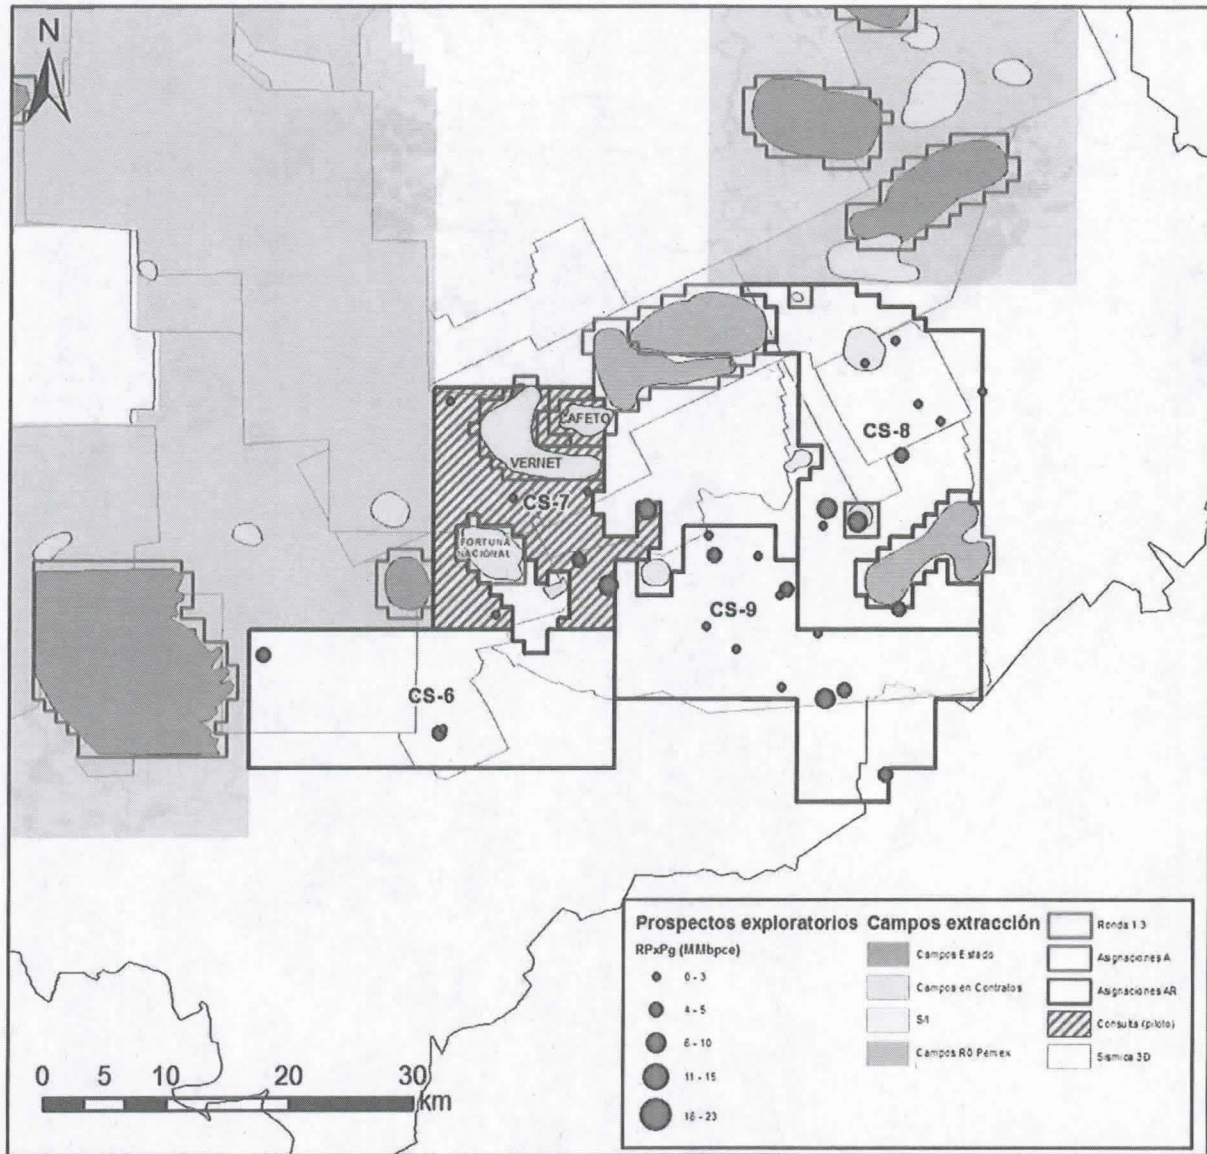 N
CAFETO
VERNET
CS-8
CS-7
FORTUNA
NACIONAL
CS-9
CS-6
Prospectos exploratorios
RPxPg (MMbpce)
0 - 3
4 - 5
6 - 10
11 - 15
16 - 23
Campos extracción
Campos Estado
Campos en Contratos
S/I
Campos R0 Pemex
Ronda 1.3
Asignaciones A
Asignaciones AR
Consulta (piloto)
Sísmica 3D
0 5 10 20 30
km